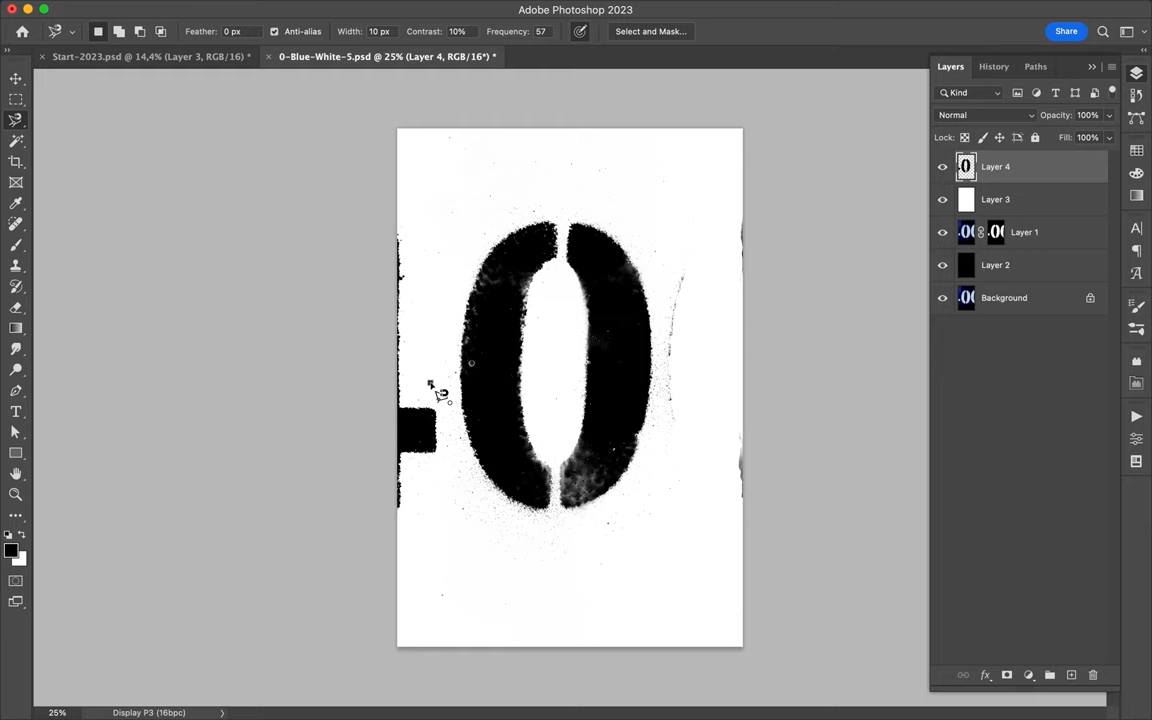 Adobe Photoshop 2023
Feather: 0 px Anti-alias Width: 10 px Contrast: 10% Frequency: 57 Select and Mask... Share
Start-2023.psd @ 14,4% (Layer 3, RGB/16) * 0-Blue-White-5.psd @ 25% (Layer 4, RGB/16*) *
Layers History Paths
Kind
Normal Opacity: 100%
Lock: Fill: 100%
Layer 4
Layer 3
Layer 1
Layer 2
Background
0
25% Display P3 (16bpc)